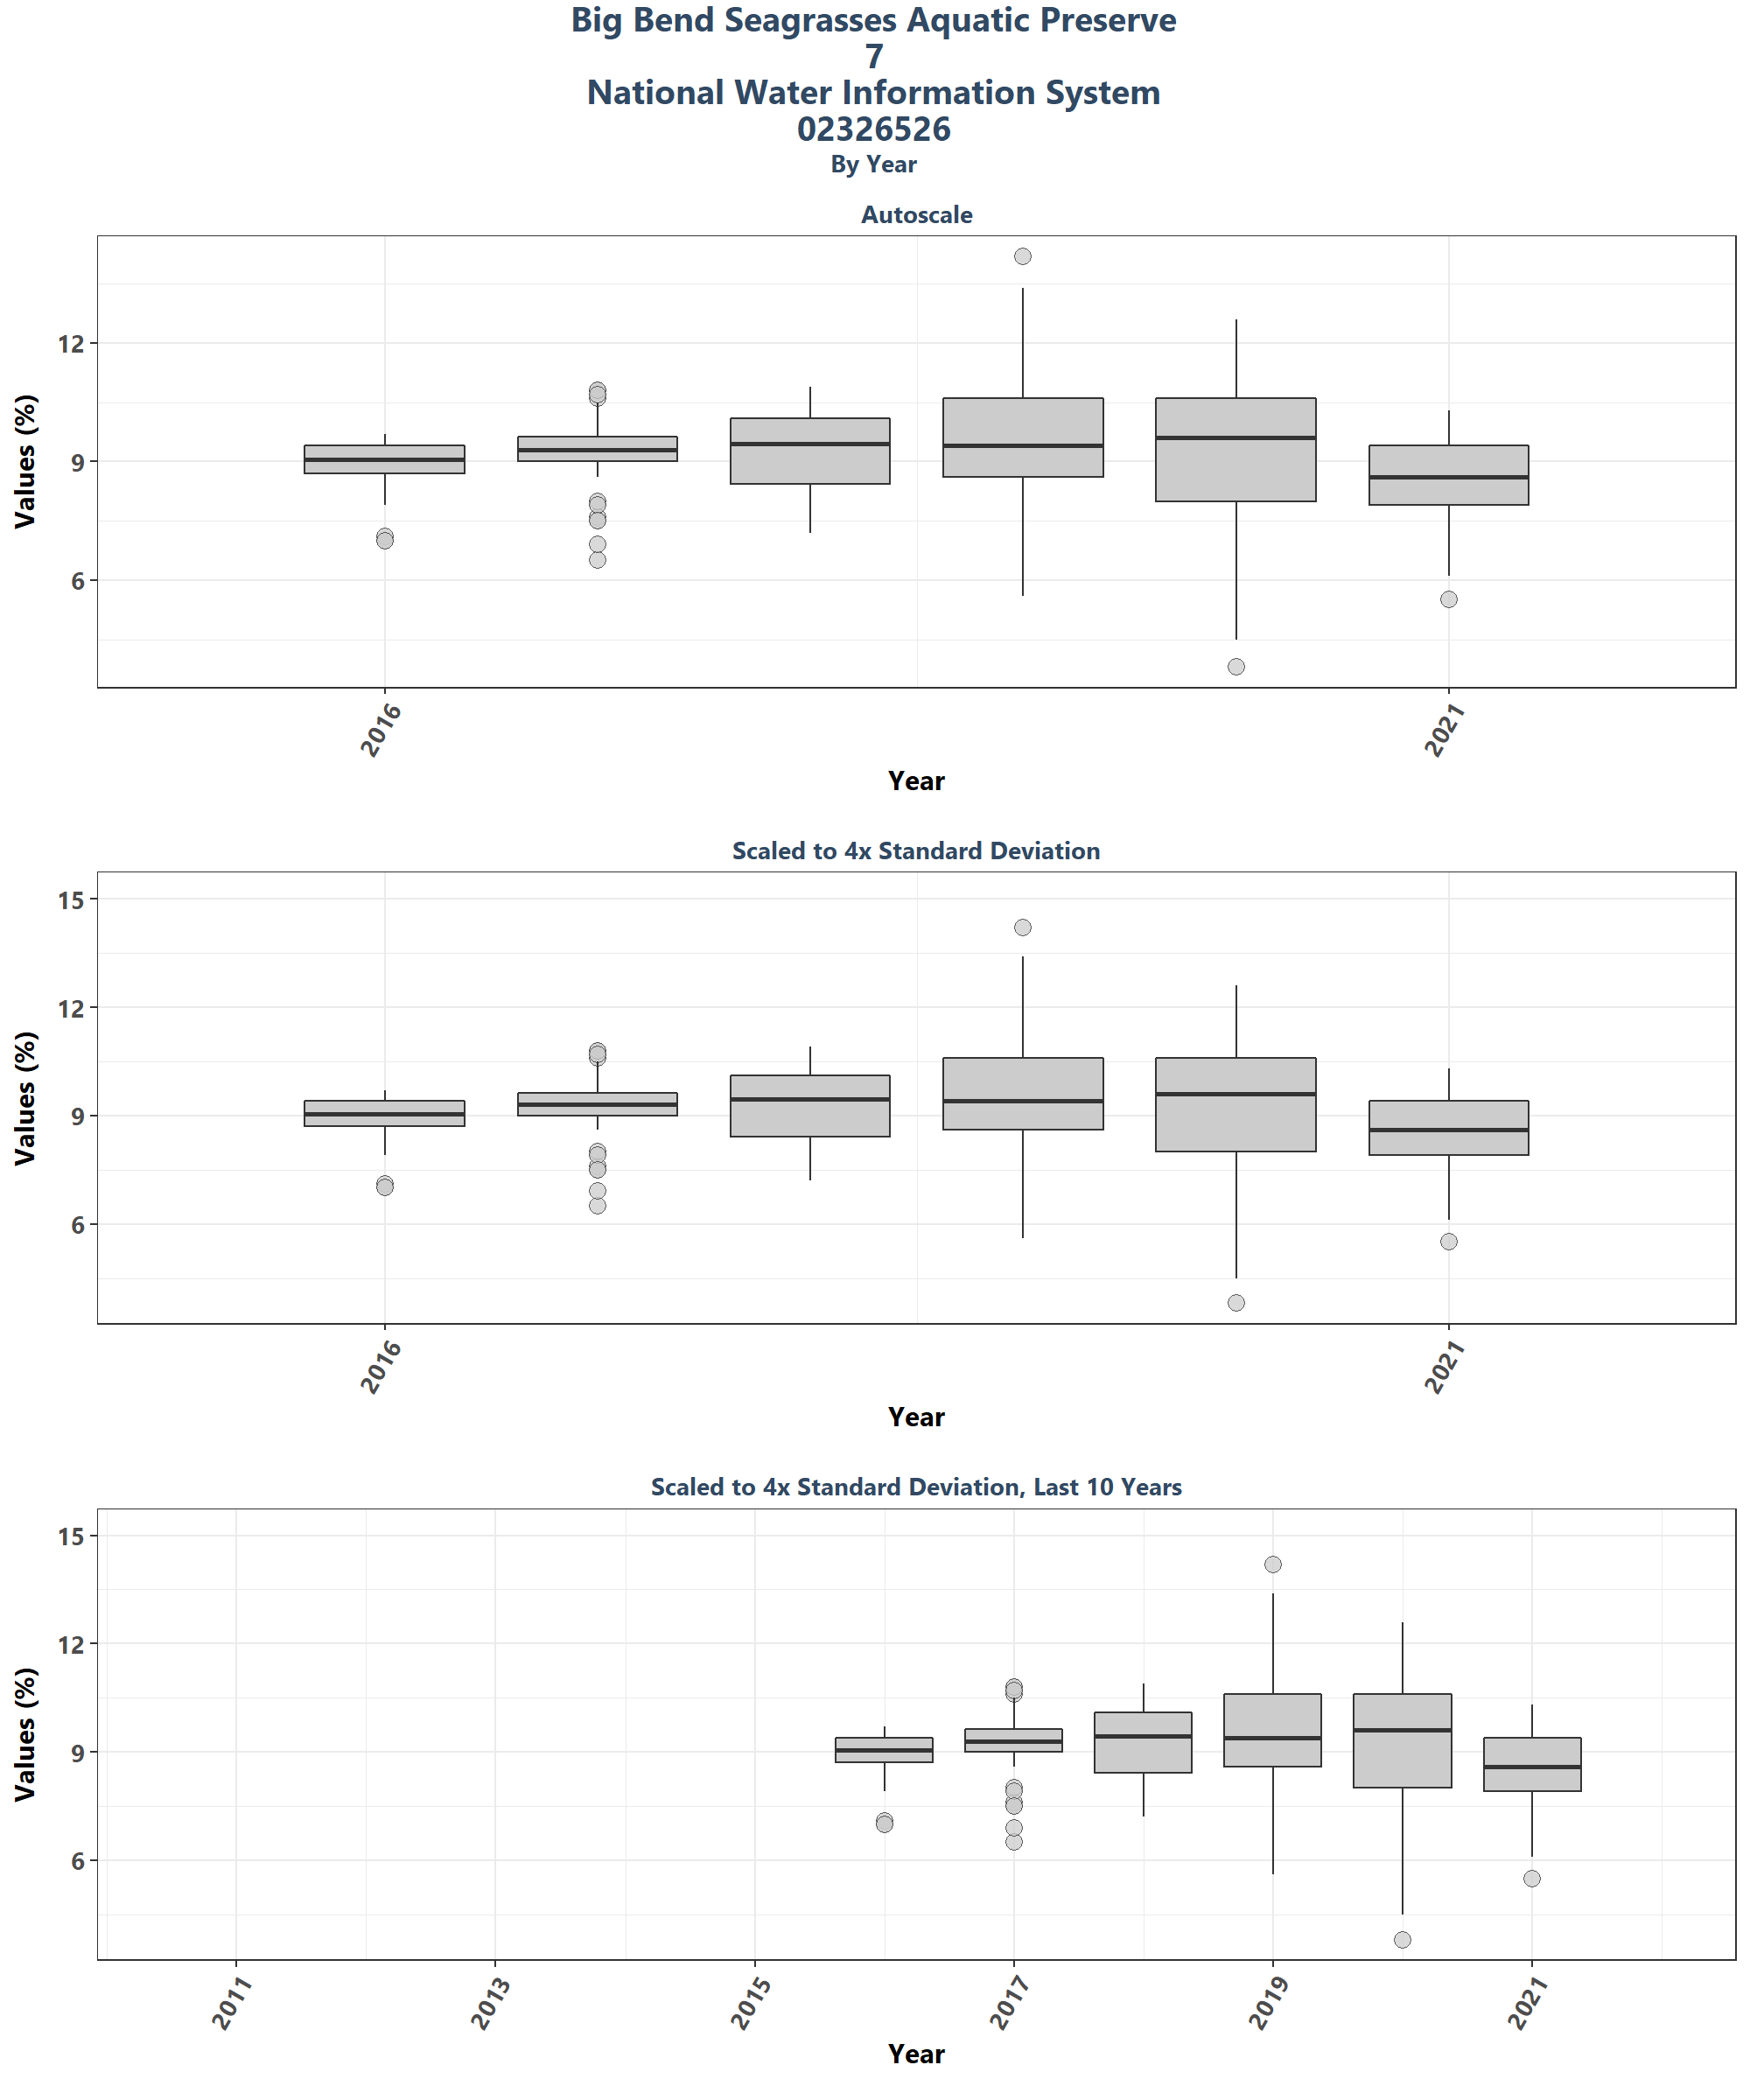 Big Bend Seagrasses Aquatic Preserve
7
National Water Information System
02326526
By Year
Autoscale
Values (%)
12
9
6
2016
2021
Year
Scaled to 4x Standard Deviation
Values (%)
15
12
9
6
2016
2021
Year
Scaled to 4x Standard Deviation, Last 10 Years
Values (%)
15
12
9
6
2011
2013
2015
2017
2019
2021
Year